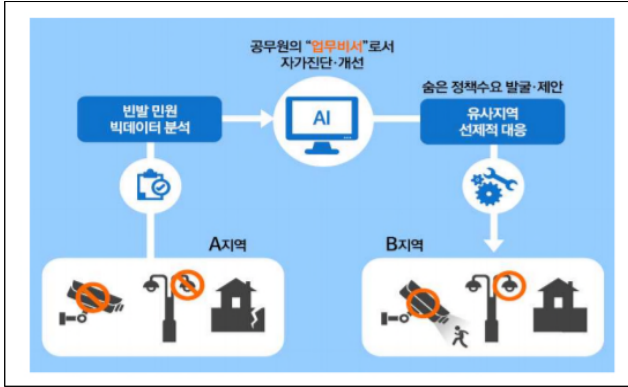 공무원의 "업무비서"로서
자가진단·개선
숨은 정책수요 발굴·제안
빈발 민원
빅데이터 분석
AI
유사지역
선제적 대응
A지역
B지역